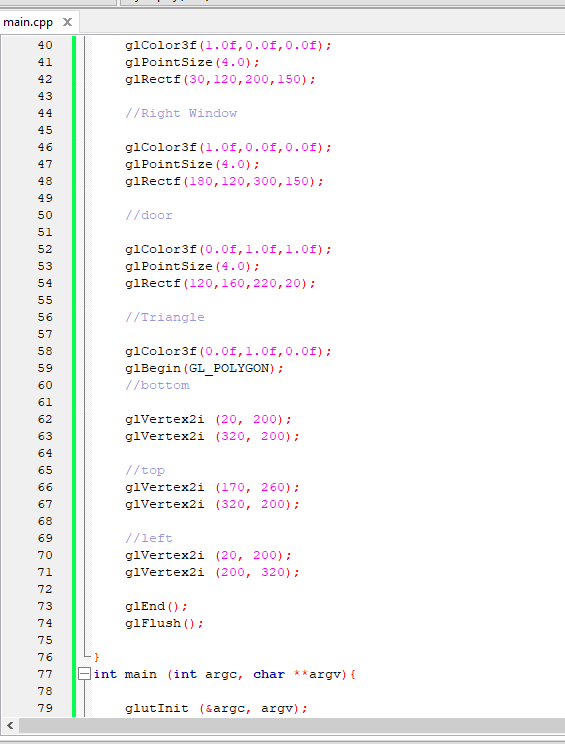 main.cpp
40 glColor3f(1.0f,0.0f,0.0f);
41 glPointSize(4.0);
42 glRectf(30,120,200,150);
43
44 //Right Window
45
46 glColor3f(1.0f,0.0f,0.0f);
47 glPointSize(4.0);
48 glRectf(180,120,300,150);
49
50 //door
51
52 glColor3f(0.0f,1.0f,1.0f);
53 glPointSize(4.0);
54 glRectf(120,160,220,20);
55
56 //Triangle
57
58 glColor3f(0.0f,1.0f,0.0f);
59 glBegin(GL_POLYGON);
60 //bottom
61
62 glVertex2i (20, 200);
63 glVertex2i (320, 200);
64
65 //top
66 glVertex2i (170, 260);
67 glVertex2i (320, 200);
68
69 //left
70 glVertex2i (20, 200);
71 glVertex2i (200, 320);
72
73 glEnd();
74 glFlush();
75
76 }
77 int main (int argc, char **argv){
78
79 glutInit (&argc, argv);